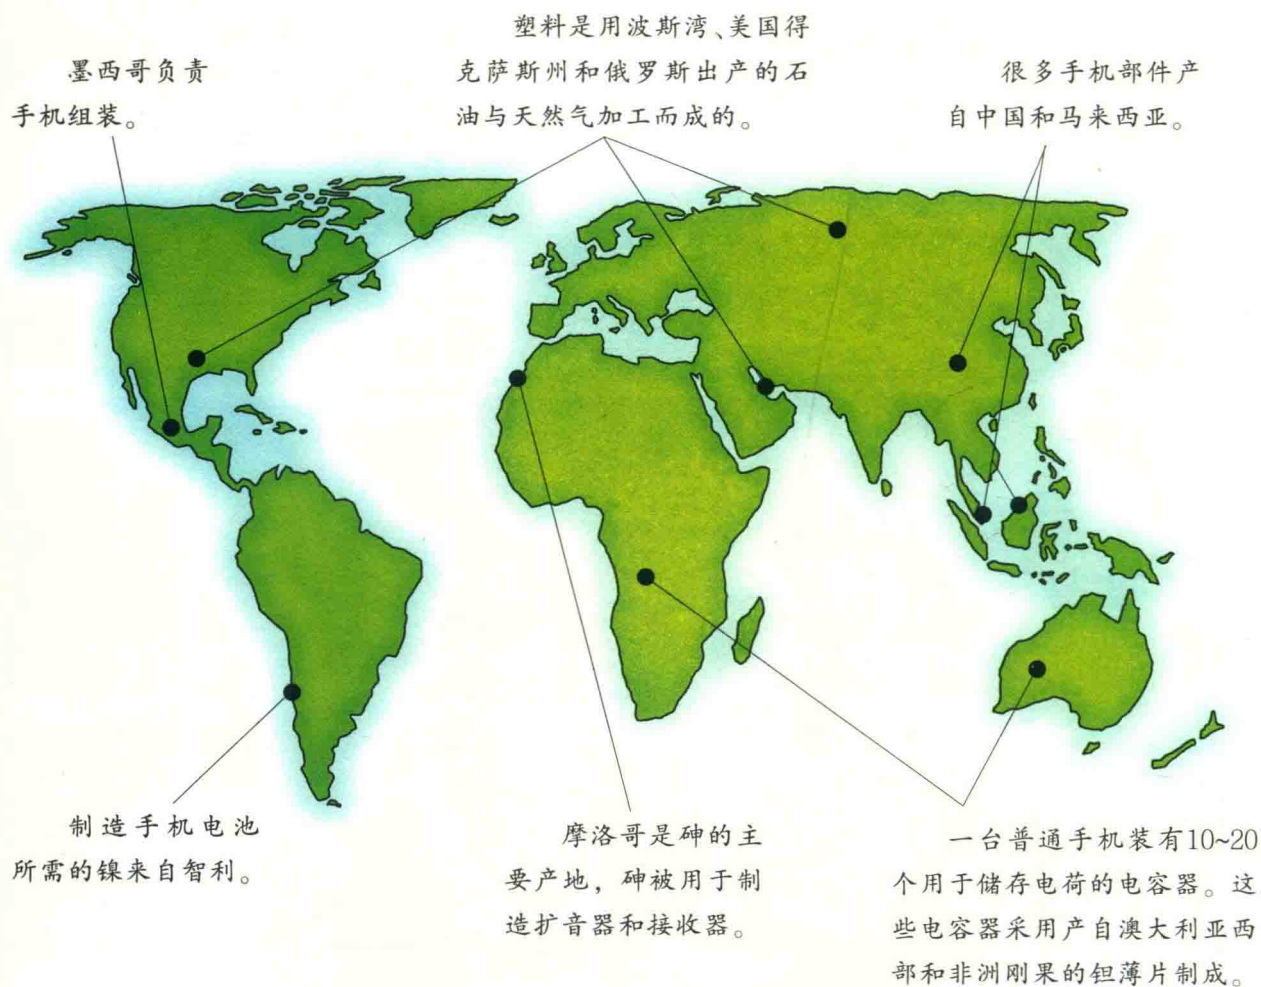 墨西哥负责
手机组装。
塑料是用波斯湾、美国得
克萨斯州和俄罗斯出产的石
油与天然气加工而成的。
很多手机部件产
自中国和马来西亚。
制造手机电池
所需的镍来自智利。
摩洛哥是砷的主
要产地，砷被用于制
造扩音器和接收器。
一台普通手机装有10~20
个用于储存电荷的电容器。这
些电容器采用产自澳大利亚西
部和非洲刚果的钽薄片制成。